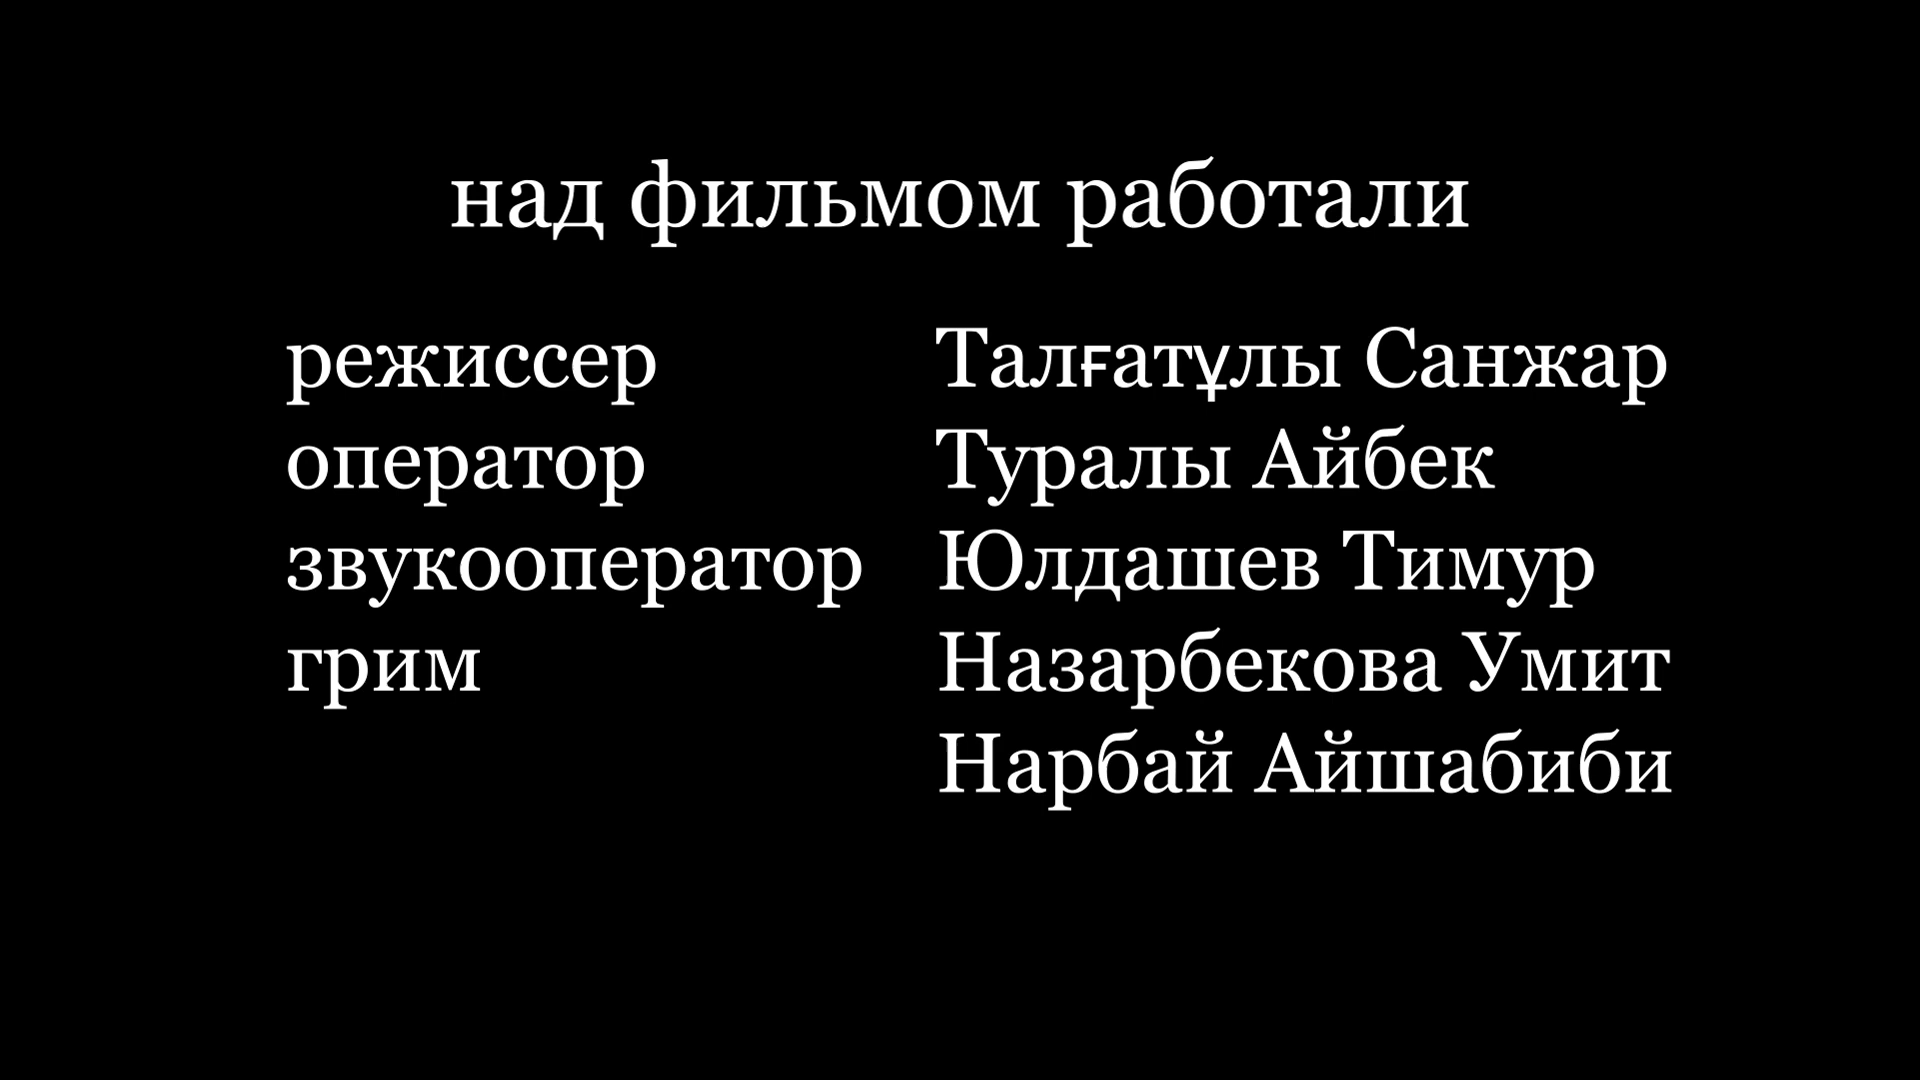 над фильмом работали
режиссер Талғатұлы Санжар
оператор Туралы Айбек
звукооператор Юлдашев Тимур
грим Назарбекова Умит
Нарбай Айшабиби